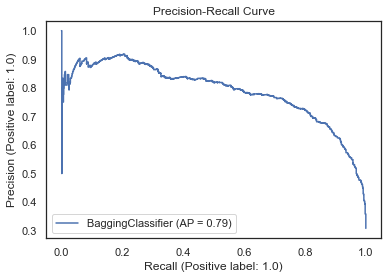 Precision-Recall Curve
Precision (Positive label: 1.0)
1.0
0.9
0.8
0.7
0.6
0.5
0.4
0.3
BaggingClassifier (AP = 0.79)
0.0 0.2 0.4 0.6 0.8 1.0
Recall (Positive label: 1.0)